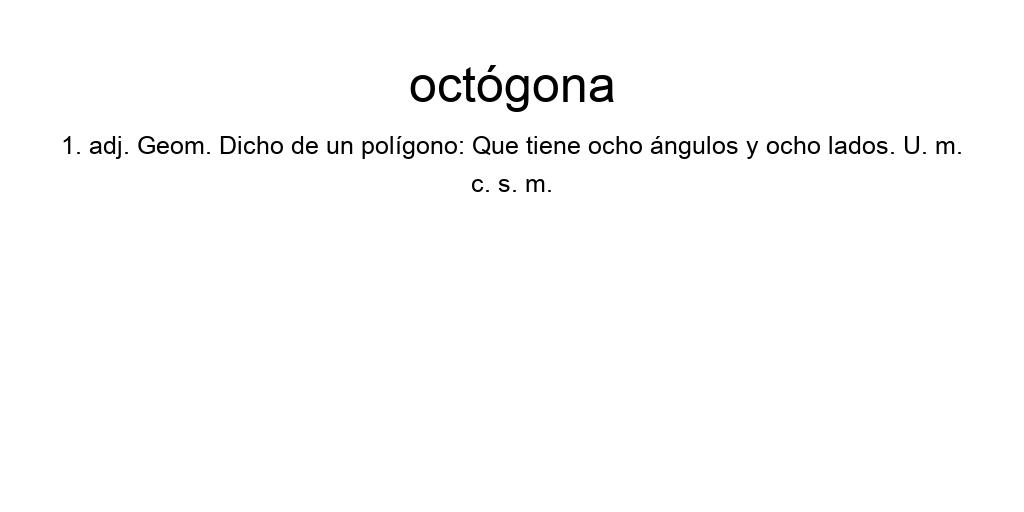 octógona
1. adj. Geom. Dicho de un polígono: Que tiene ocho ángulos y ocho lados. U. m.
c. s. m.